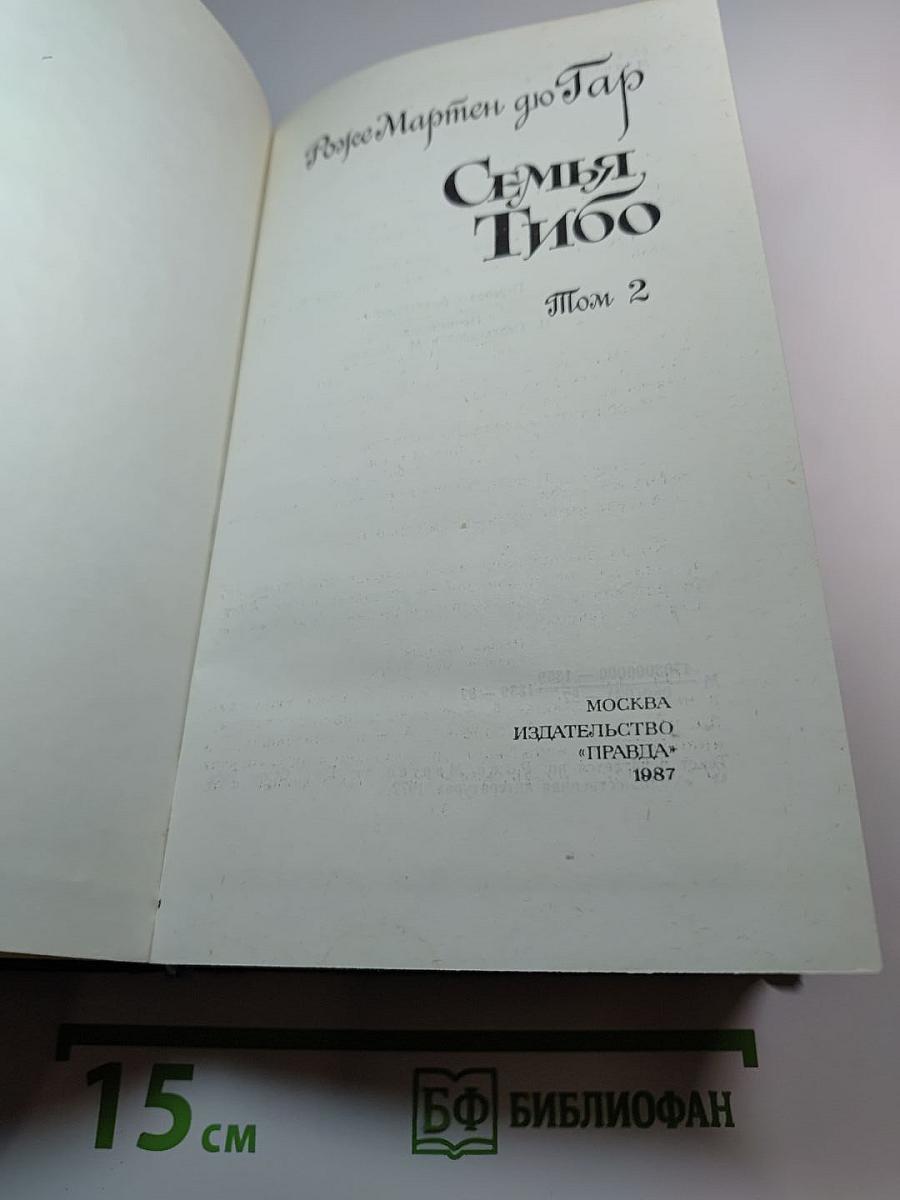 Роже Мартен дю Гар
Семья
Тибо
Том 2
МОСКВА
ИЗДАТЕЛЬСТВО
«ПРАВДА»
1987
15 см
БФ БИБЛИОФАН